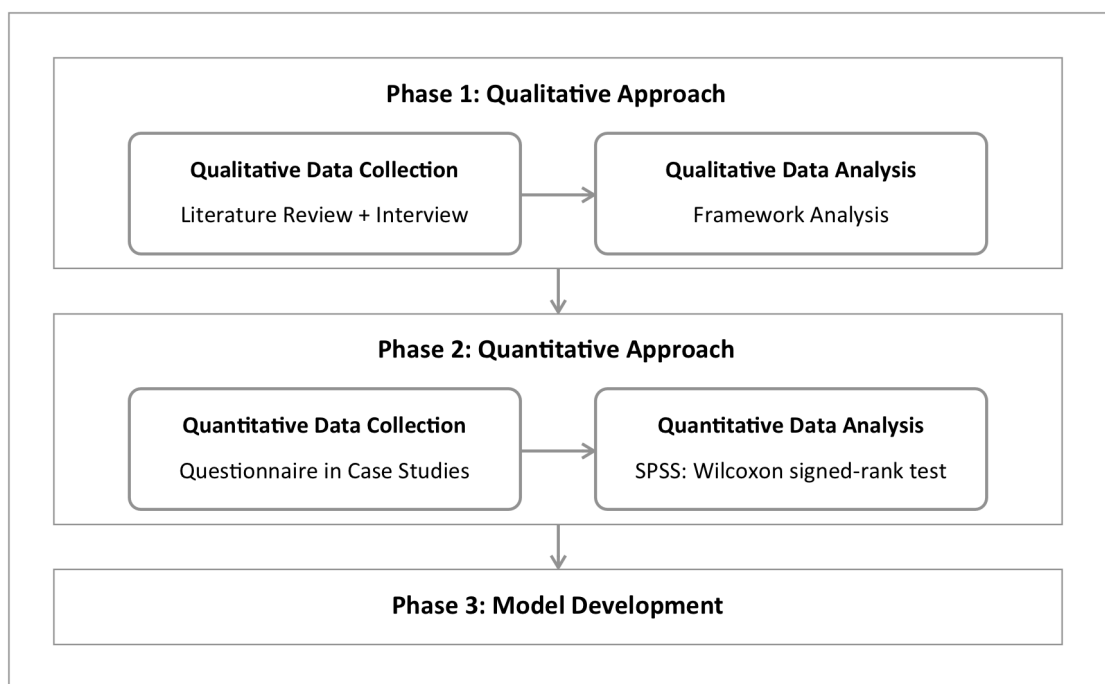 Phase 1: Qualitative Approach
Qualitative Data Collection
Literature Review + Interview
Qualitative Data Analysis
Framework Analysis
Phase 2: Quantitative Approach
Quantitative Data Collection
Questionnaire in Case Studies
Quantitative Data Analysis
SPSS: Wilcoxon signed-rank test
Phase 3: Model Development